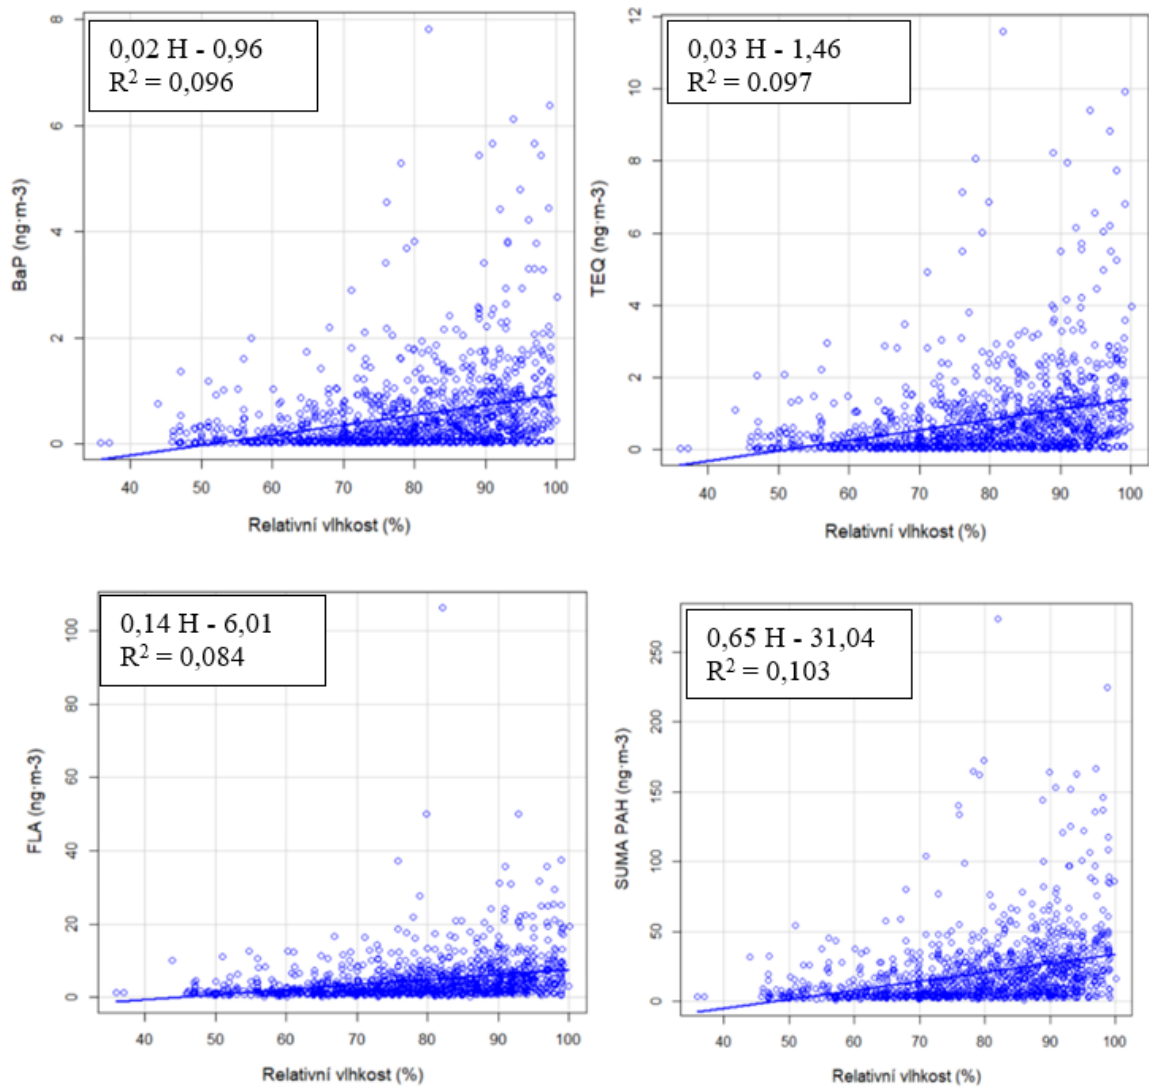 0,02 H - 0,96
R² = 0,096
BaP (ng·m-3)
8
6
4
2
0
40 50 60 70 80 90 100
Relativní vlhkost (%)
0,03 H - 1,46
R² = 0.097
TEQ (ng·m-3)
12
10
8
6
4
2
0
40 50 60 70 80 90 100
Relativní vlhkost (%)
0,14 H - 6,01
R² = 0,084
FLA (ng·m-3)
100
80
60
40
20
0
40 50 60 70 80 90 100
Relativní vlhkost (%)
0,65 H - 31,04
R² = 0,103
SUMA PAH (ng·m-3)
250
200
150
100
50
0
40 50 60 70 80 90 100
Relativní vlhkost (%)